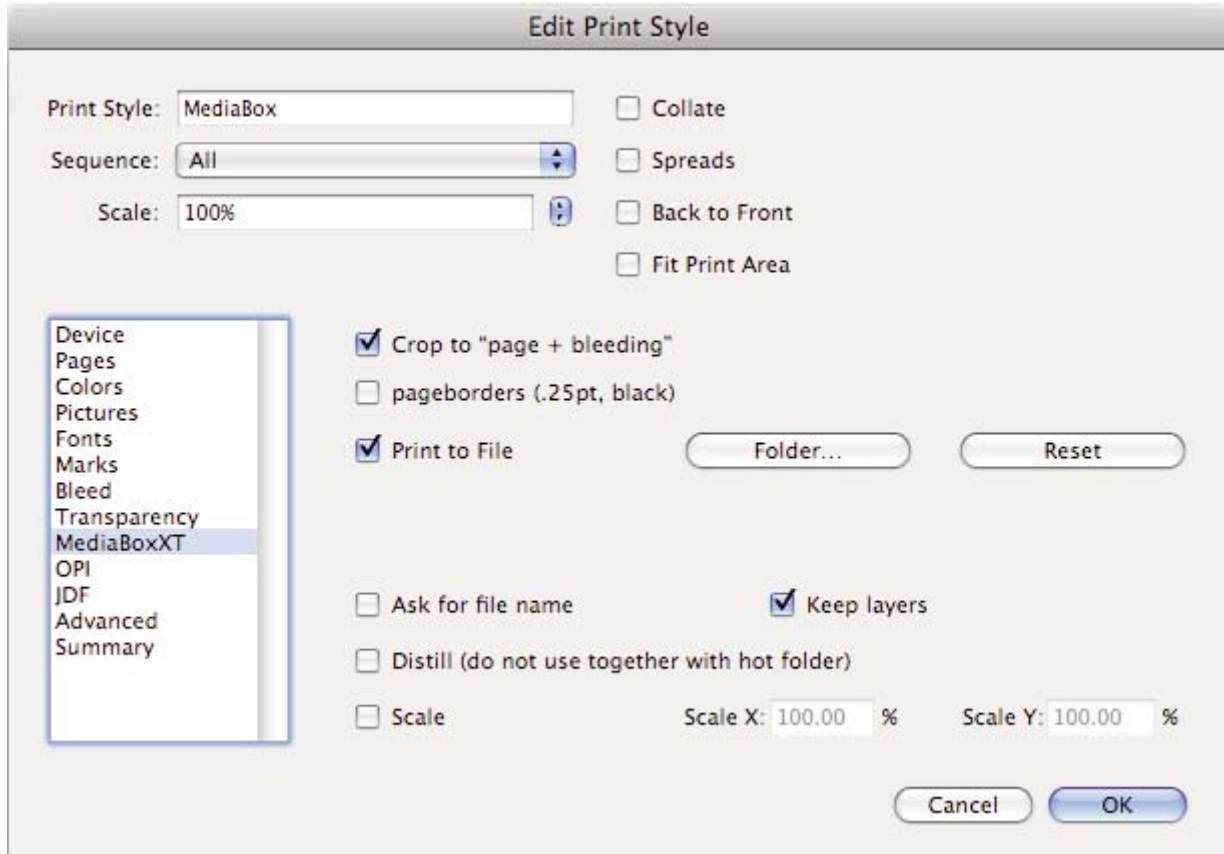 Edit Print Style
Print Style: MediaBox
Collate
Sequence: All
Spreads
Scale: 100%
Back to Front
Fit Print Area
Device
Pages
Colors
Pictures
Fonts
Marks
Bleed
Transparency
MediaBoxXT
OPI
JDF
Advanced
Summary
Crop to "page + bleeding"
pageborders (.25pt, black)
Print to File Folder... Reset
Ask for file name Keep layers
Distill (do not use together with hot folder)
Scale Scale X: 100.00 % Scale Y: 100.00 %
Cancel OK